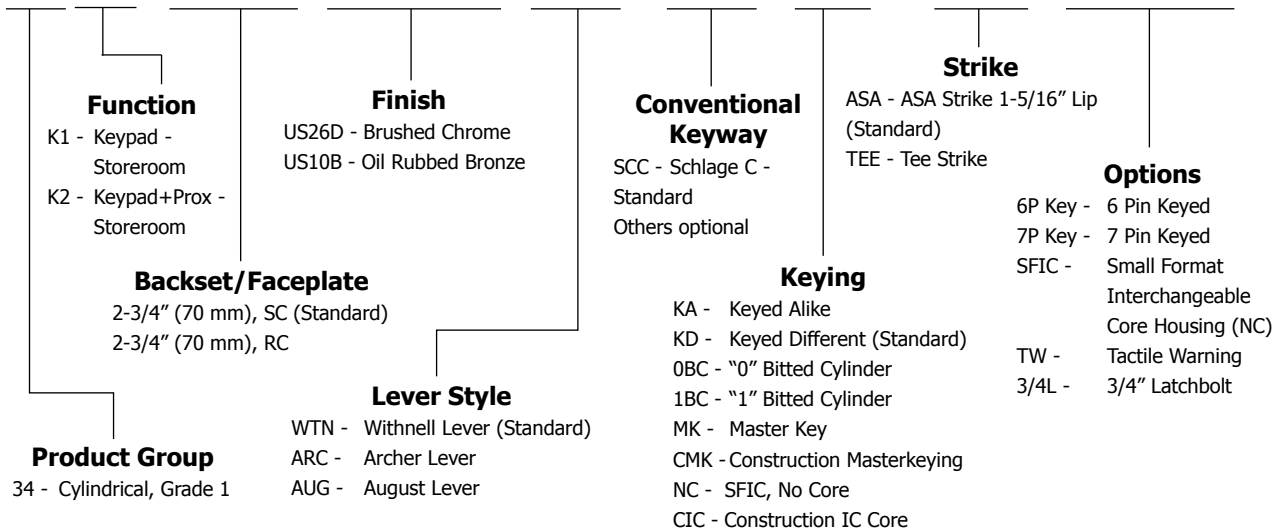 Function
K1 - Keypad -
Storeroom
K2 - Keypad+Prox -
Storeroom
Finish
US26D - Brushed Chrome
US10B - Oil Rubbed Bronze
Conventional
Keyway
SCC - Schlage C -
Standard
Others optional
Strike
ASA - ASA Strike 1-5/16” Lip
(Standard)
TEE - Tee Strike
Options
6P Key - 6 Pin Keyed
7P Key - 7 Pin Keyed
SFIC - Small Format
Interchangeable
Core Housing (NC)
TW - Tactile Warning
3/4L - 3/4” Latchbolt
Backset/Faceplate
2-3/4” (70 mm), SC (Standard)
2-3/4” (70 mm), RC
Keying
KA - Keyed Alike
KD - Keyed Different (Standard)
0BC - “0” Bitted Cylinder
1BC - “1” Bitted Cylinder
MK - Master Key
CMK - Construction Masterkeying
NC - SFIC, No Core
CIC - Construction IC Core
Lever Style
WTN - Withnell Lever (Standard)
ARC - Archer Lever
AUG - August Lever
Product Group
34 - Cylindrical, Grade 1